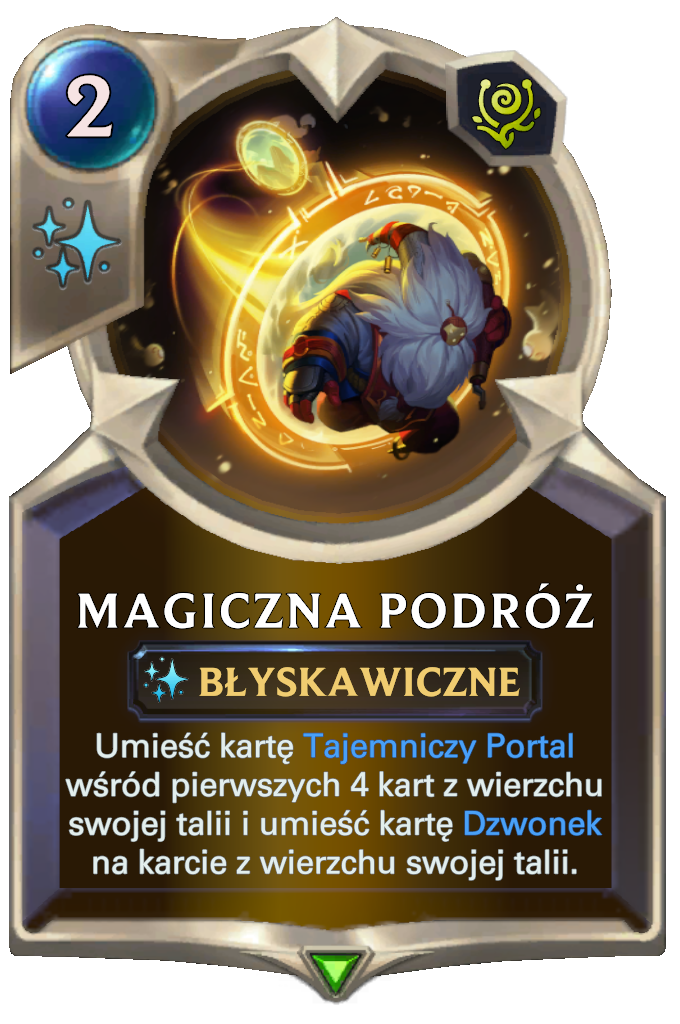 2
MAGICZNA PODRÓŻ
BŁYSKAWICZNE
Umieść kartę Tajemniczy Portal
wśród pierwszych 4 kart z wierzchu
swojej talii i umieść kartę Dzwonek
na karcie z wierzchu swojej talii.